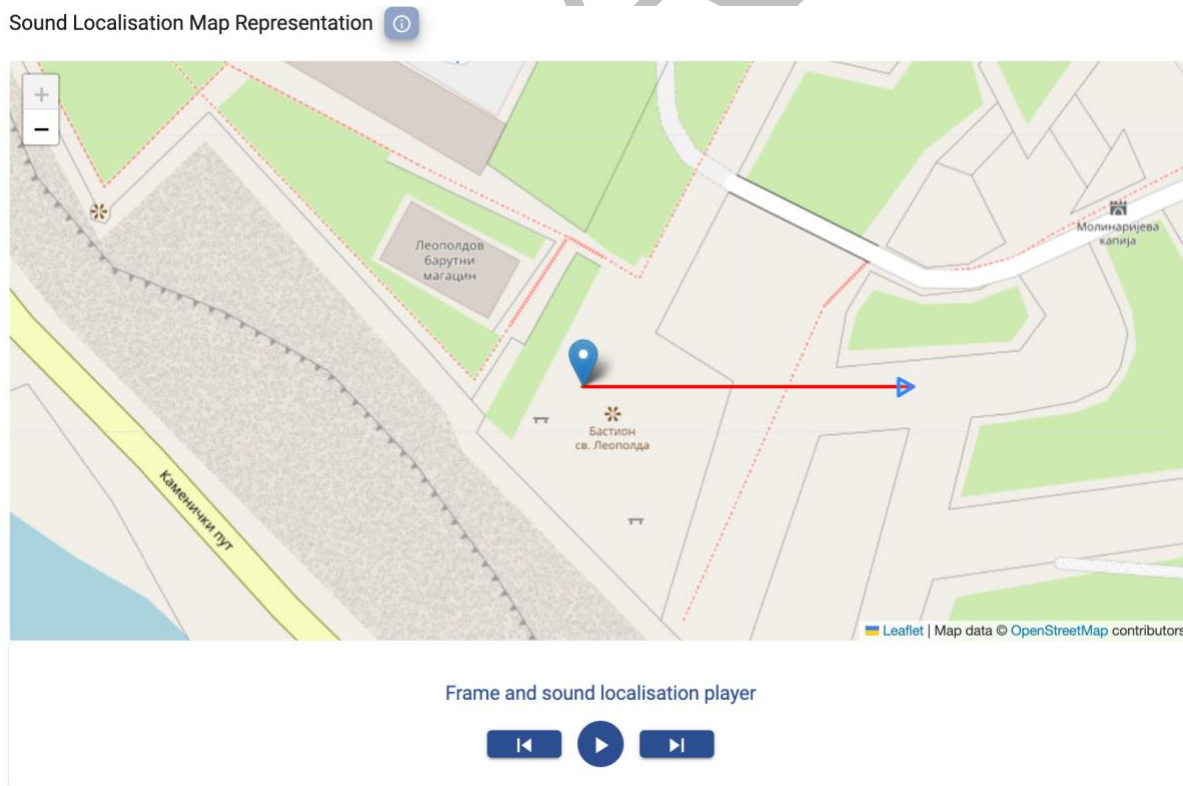 Sound Localisation Map Representation
+
−
Леополдов
барутни
магацин
Молинаријева
капија
Бастион
св. Леополда
Каменички пут
Leaflet | Map data © OpenStreetMap contributors
Frame and sound localisation player